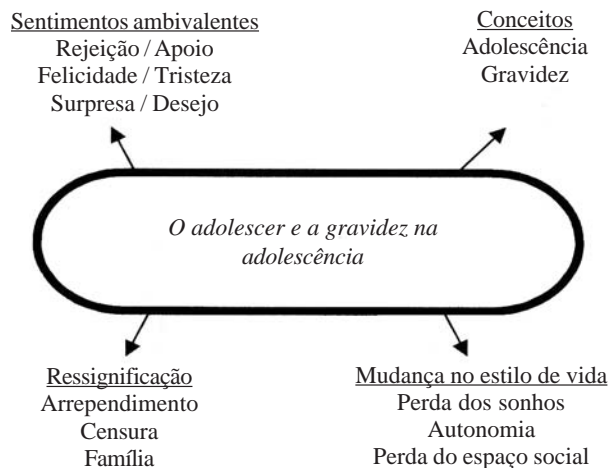 Sentimentos ambivalentes
Rejeição / Apoio
Felicidade / Tristeza
Surpresa / Desejo
Conceitos
Adolescência
Gravidez
O adolescer e a gravidez na
adolescência
Ressignificação
Arrependimento
Censura
Família
Mudança no estilo de vida
Perda dos sonhos
Autonomia
Perda do espaço social